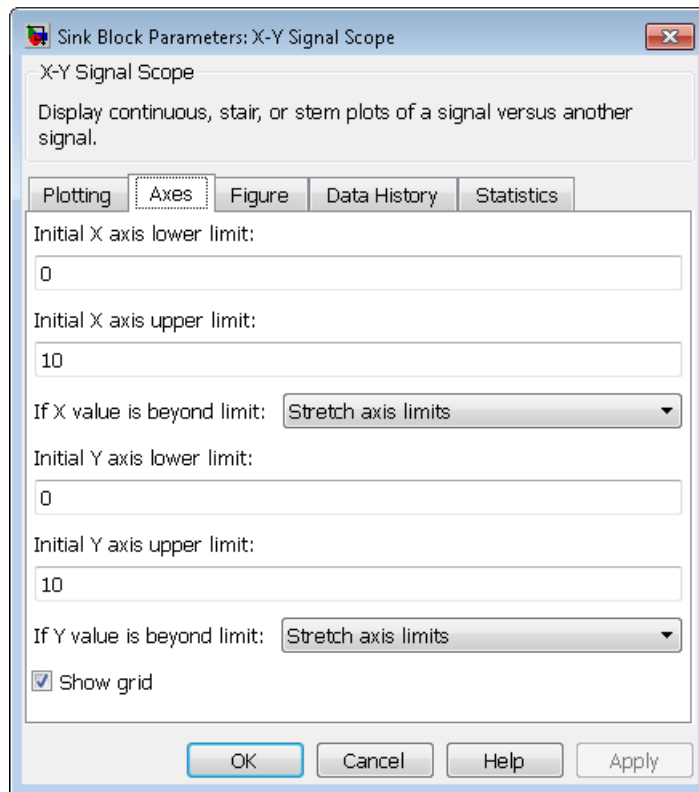 Sink Block Parameters: X-Y Signal Scope
X-Y Signal Scope
Display continuous, stair, or stem plots of a signal versus another
signal.
Plotting Axes Figure Data History Statistics
Initial X axis lower limit:
0
Initial X axis upper limit:
10
If X value is beyond limit: Stretch axis limits
Initial Y axis lower limit:
0
Initial Y axis upper limit:
10
If Y value is beyond limit: Stretch axis limits
Show grid
OK Cancel Help Apply